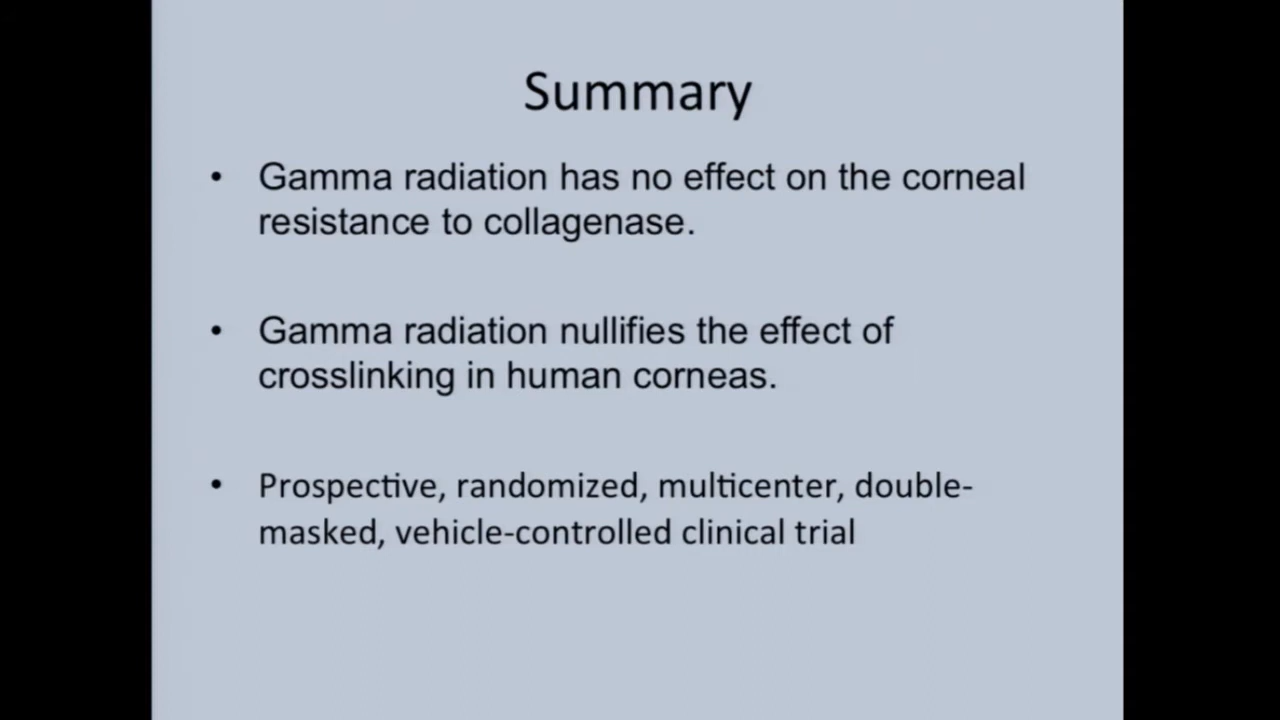 Summary
• Gamma radiation has no effect on the corneal
resistance to collagenase.
• Gamma radiation nullifies the effect of
crosslinking in human corneas.
• Prospective, randomized, multicenter, double-
masked, vehicle-controlled clinical trial